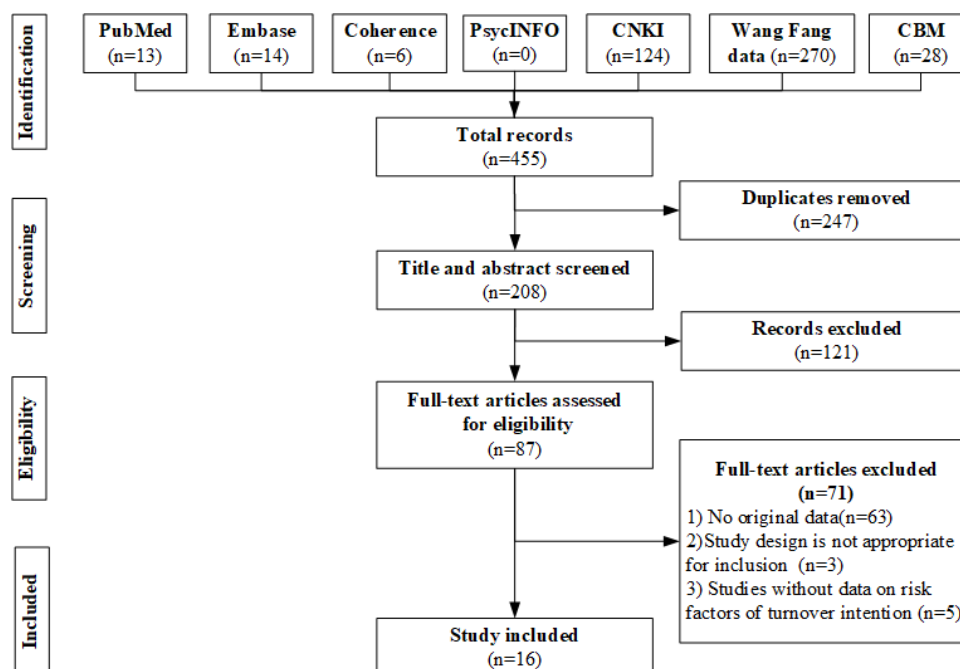 Identification
PubMed
(n=13)
Embase
(n=14)
Coherence
(n=6)
PsycINFO
(n=0)
CNKI
(n=124)
Wang Fang
data (n=270)
CBM
(n=28)
Total records
(n=455)
Duplicates removed
(n=247)
Screening
Title and abstract screened
(n=208)
Records excluded
(n=121)
Eligibility
Full-text articles assessed
for eligibility
(n=87)
Full-text articles excluded
(n=71)
1) No original data(n=63)
2)Study design is not appropriate
for inclusion (n=3)
3) Studies without data on risk
factors of turnover intention (n=5)
Included
Study included
(n=16)